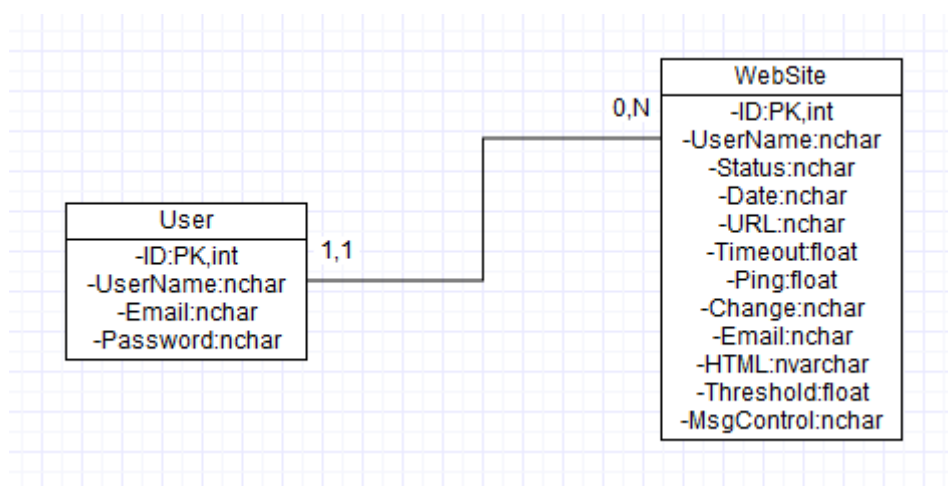 WebSite
0,N
-ID:PK,int
-UserName:nchar
-Status:nchar
-Date:nchar
-URL:nchar
-Timeout:float
-Ping:float
-Change:nchar
-Email:nchar
-HTML:nvarchar
-Threshold:float
-MsgControl:nchar
User
1,1
-ID:PK,int
-UserName:nchar
-Email:nchar
-Password:nchar